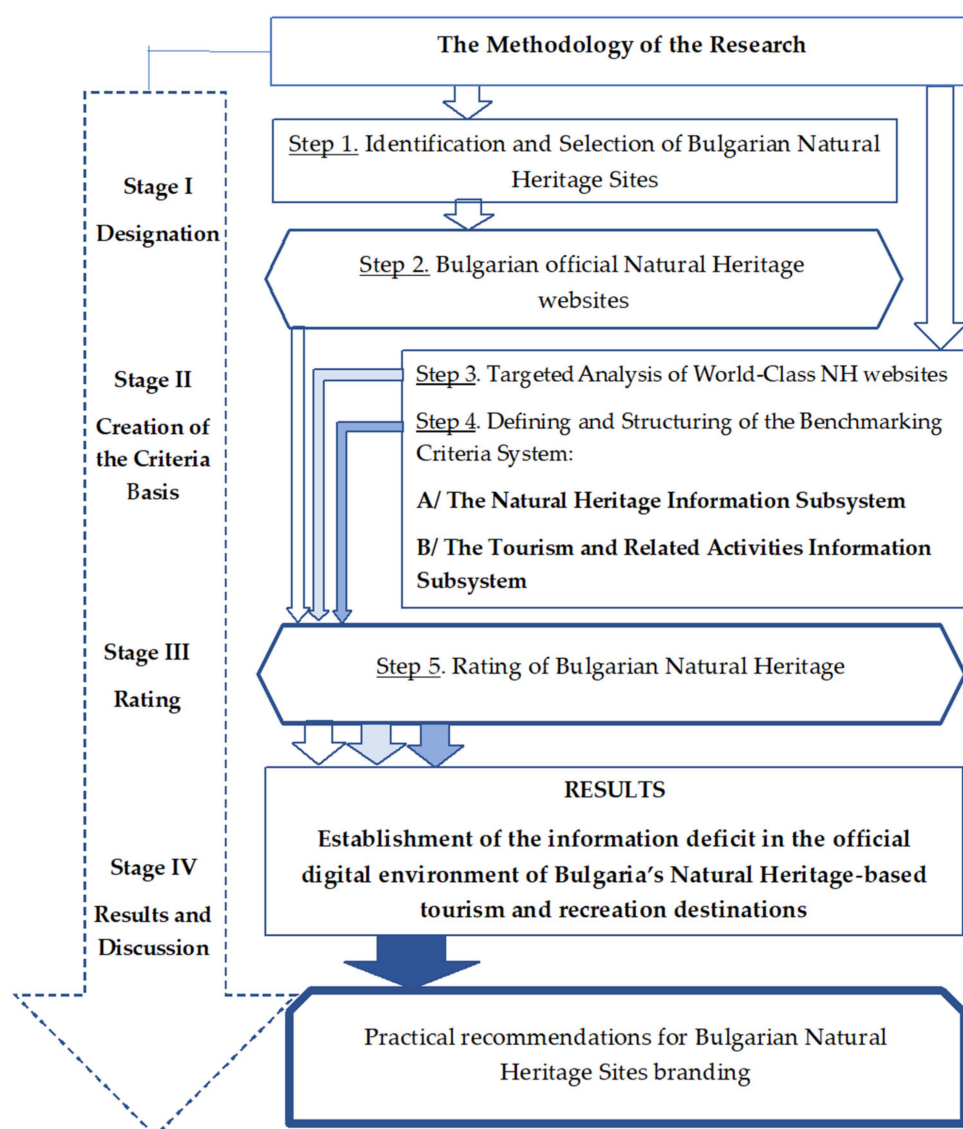 The Methodology of the Research
Step 1. Identification and Selection of Bulgarian Natural
Heritage Sites
Stage I
Designation
Step 2. Bulgarian official Natural Heritage
websites
Stage II
Creation of
the Criteria
Basis
Step 3. Targeted Analysis of World-Class NH websites
Step 4. Defining and Structuring of the Benchmarking
Criteria System:
A/ The Natural Heritage Information Subsystem
B/ The Tourism and Related Activities Information
Subsystem
Stage III
Rating
Step 5. Rating of Bulgarian Natural Heritage
RESULTS
Establishment of the information deficit in the official
digital environment of Bulgaria’s Natural Heritage-based
tourism and recreation destinations
Stage IV
Results and
Discussion
Practical recommendations for Bulgarian Natural
Heritage Sites branding